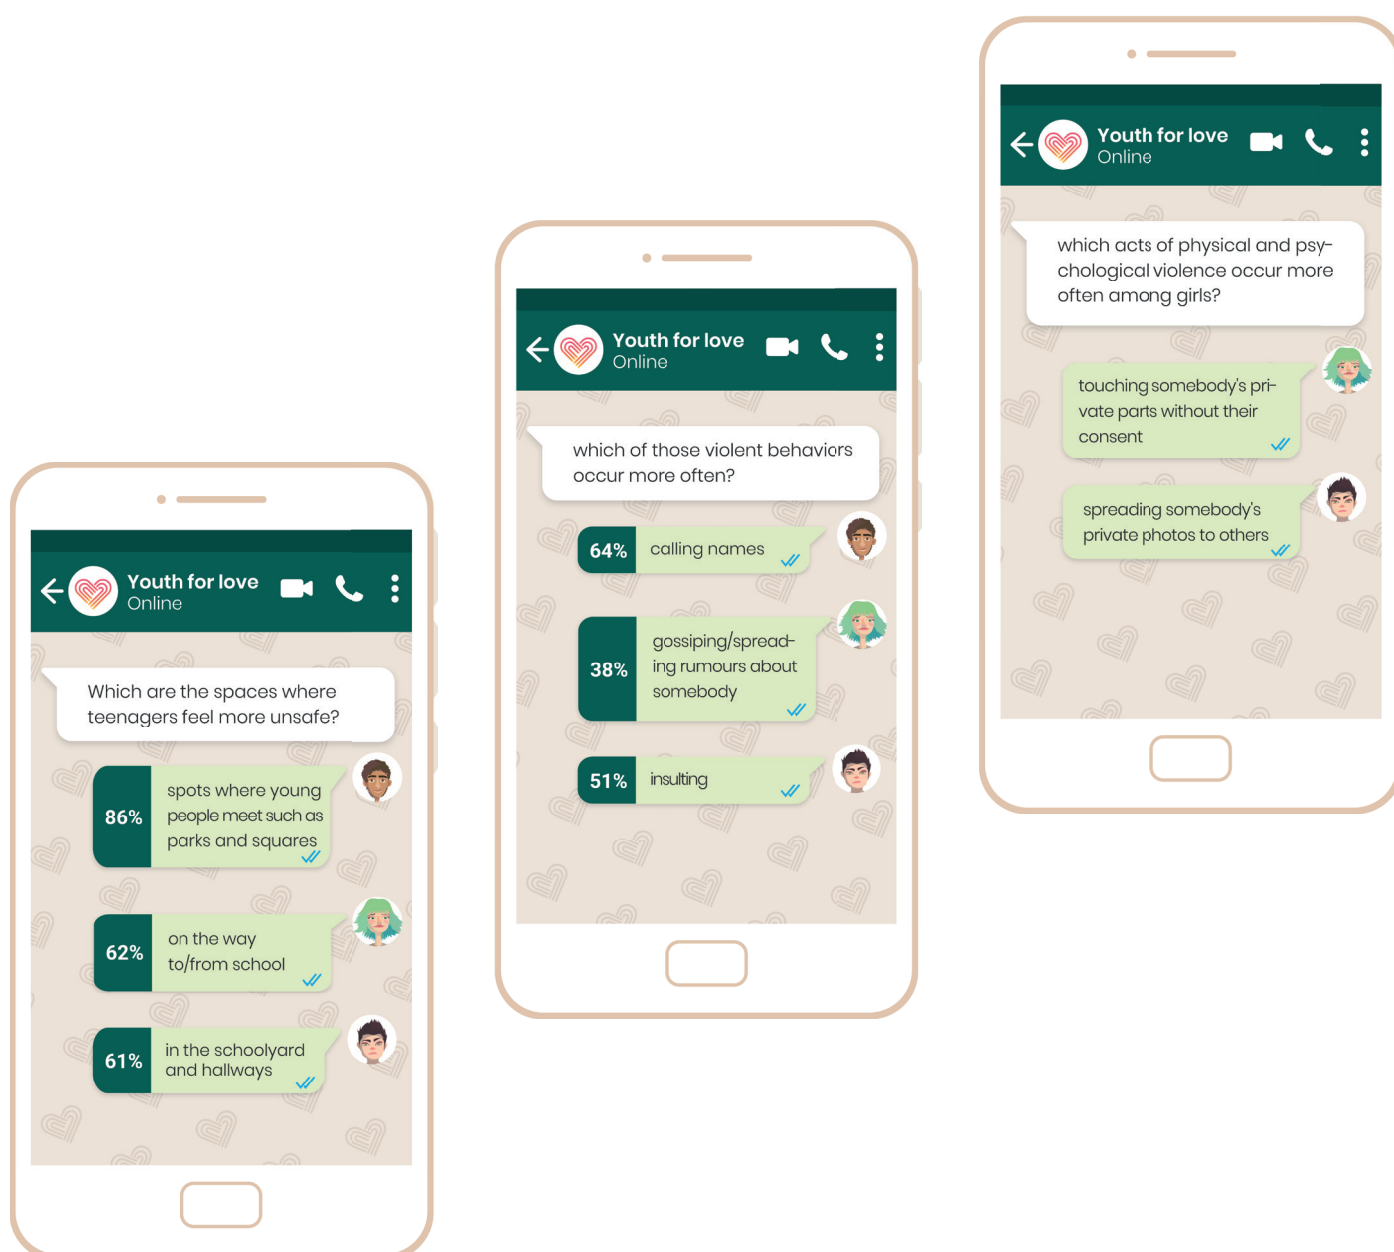 Youth for love
Online
Which are the spaces where
teenagers feel more unsafe?
86%
spots where young
people meet such as
parks and squares
62%
on the way
to/from school
61%
in the schoolyard
and hallways
Youth for love
Online
which of those violent behaviors
occur more often?
64%
calling names
38%
gossiping/spread-
ing rumours about
somebody
51%
insulting
Youth for love
Online
which acts of physical and psy-
chological violence occur more
often among girls?
touching somebody's pri-
vate parts without their
consent
spreading somebody's
private photos to others